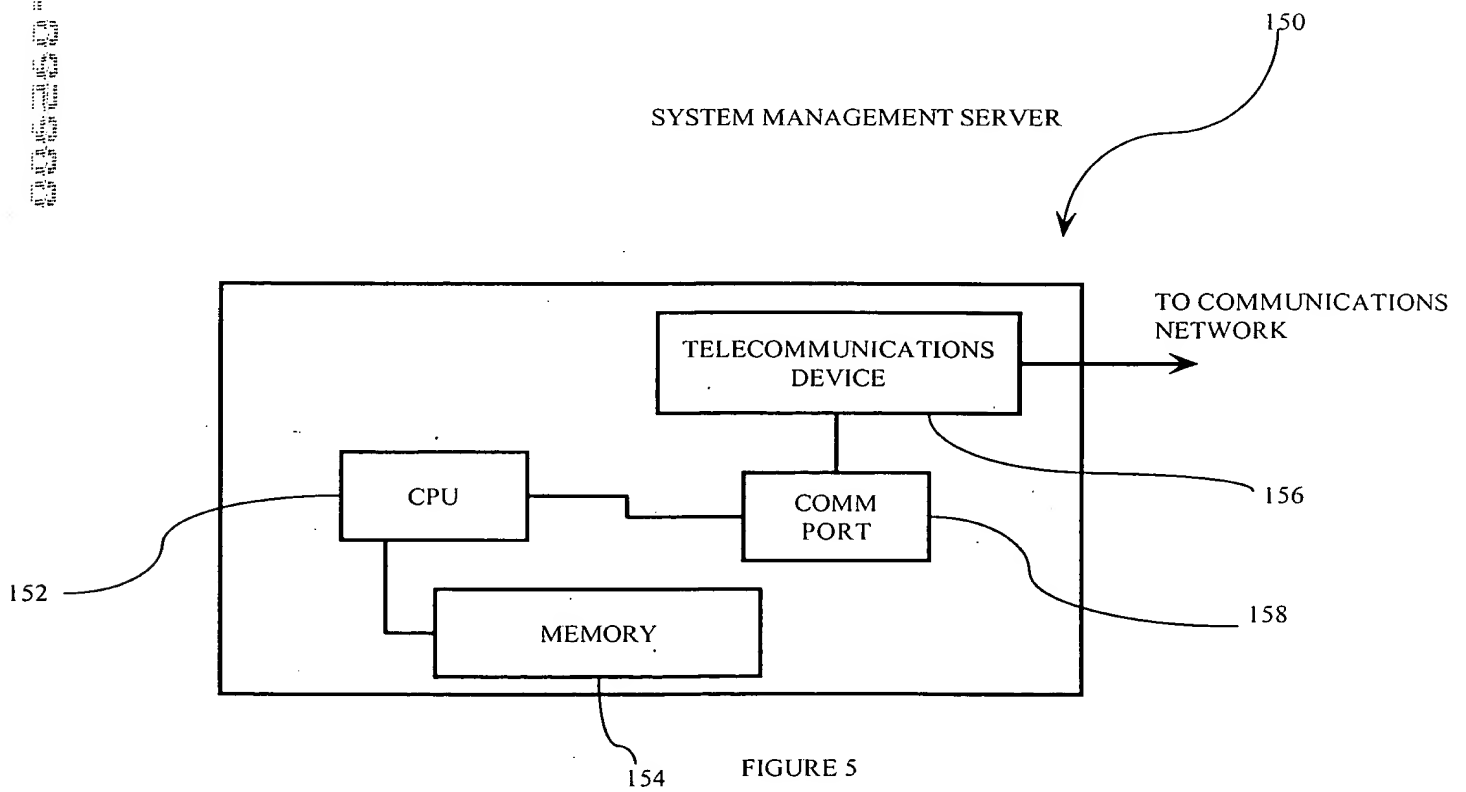 150
SYSTEM MANAGEMENT SERVER
TO COMMUNICATIONS
NETWORK
TELECOMMUNICATIONS
DEVICE
CPU
COMM
PORT
156
152
158
MEMORY
154
FIGURE 5